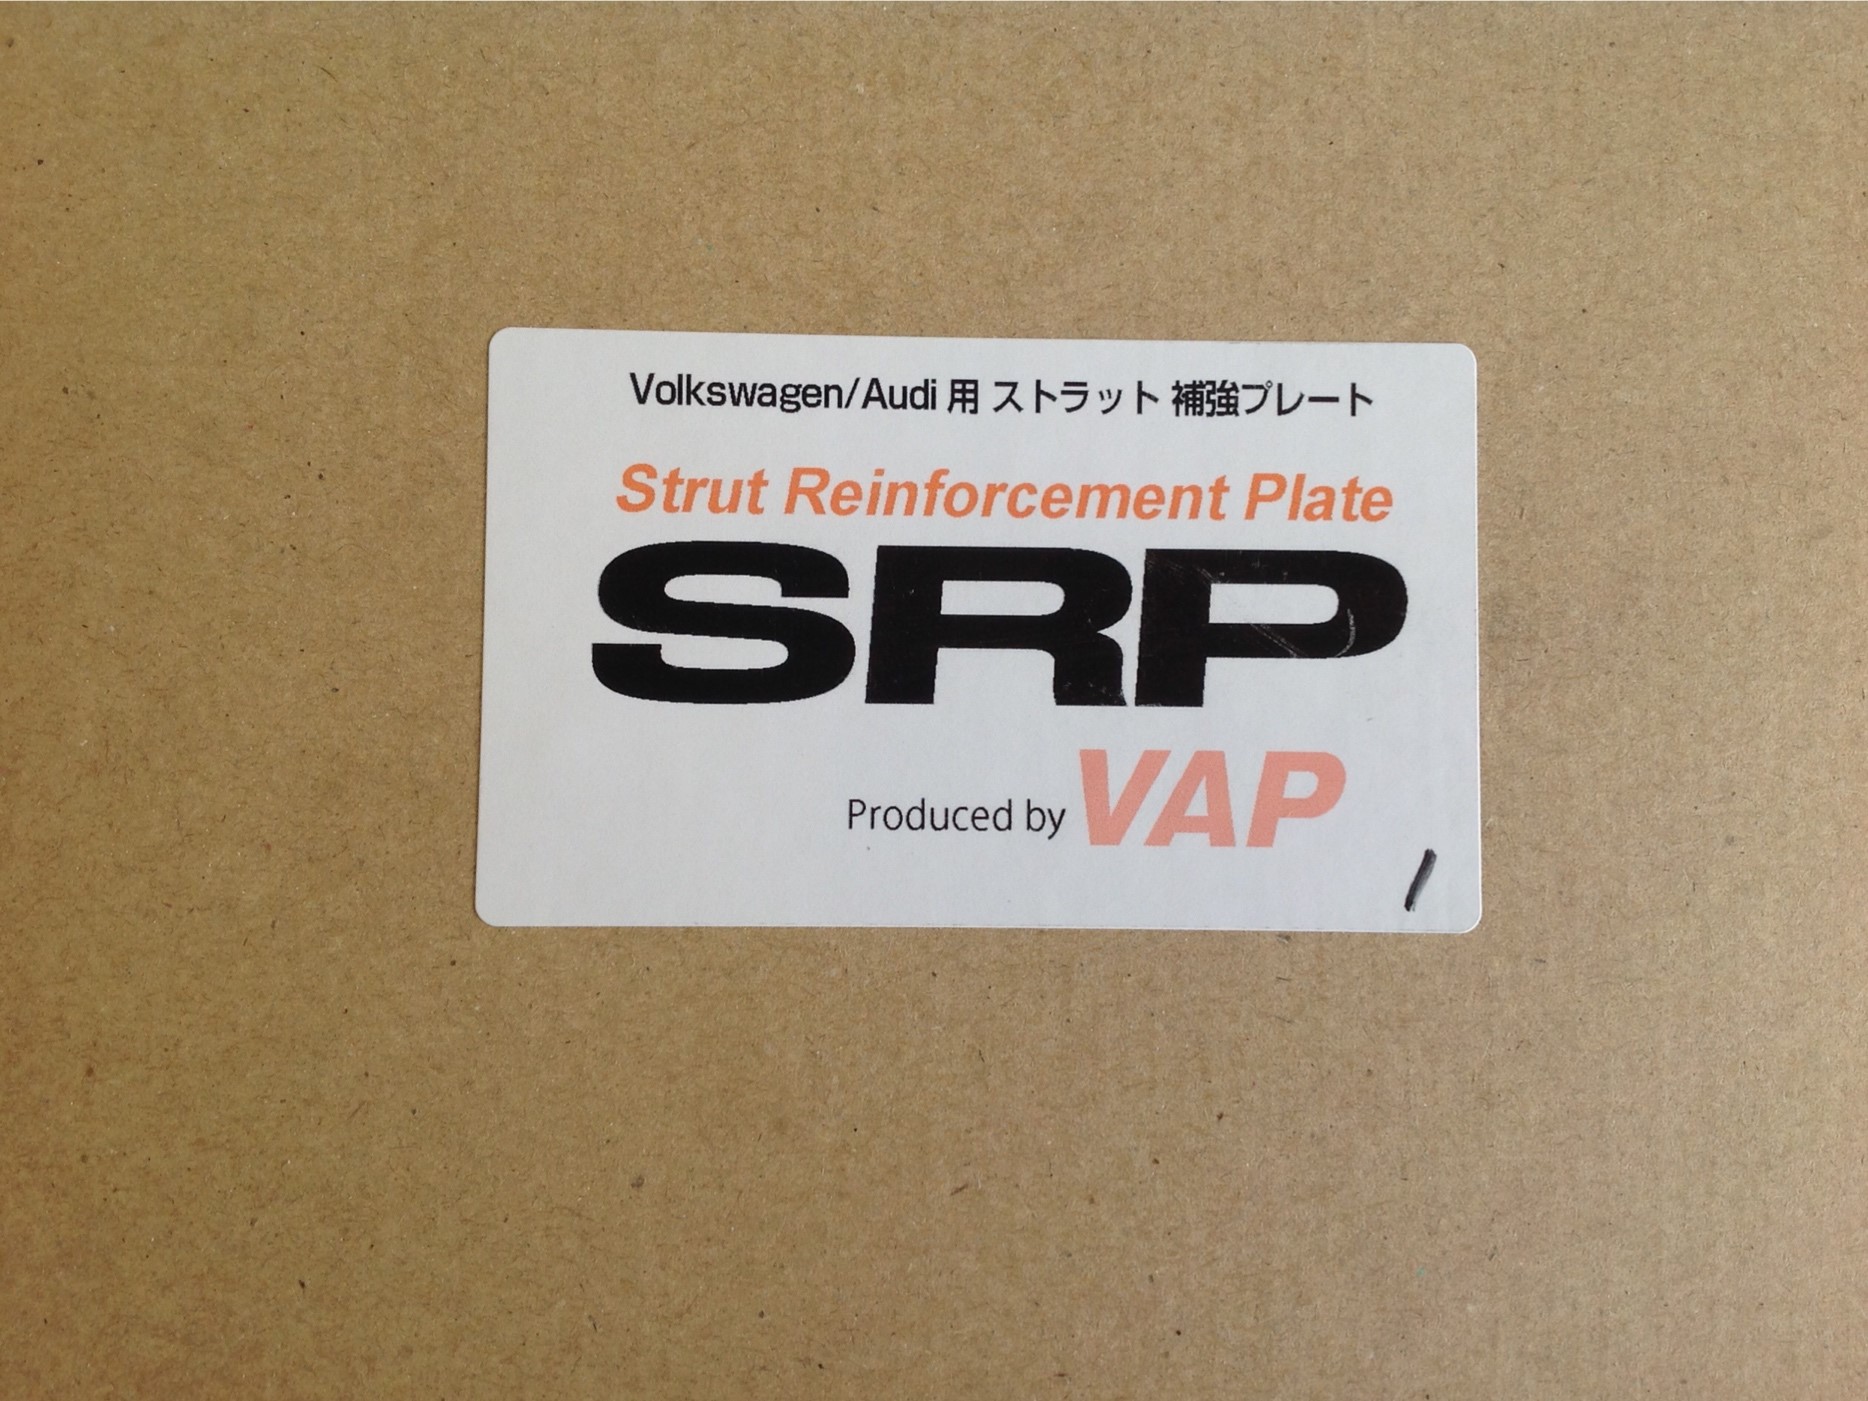 Volkswagen/Audi 用 ストラット 補強プレート
Strut Reinforcement Plate
SRP
Produced by VAP